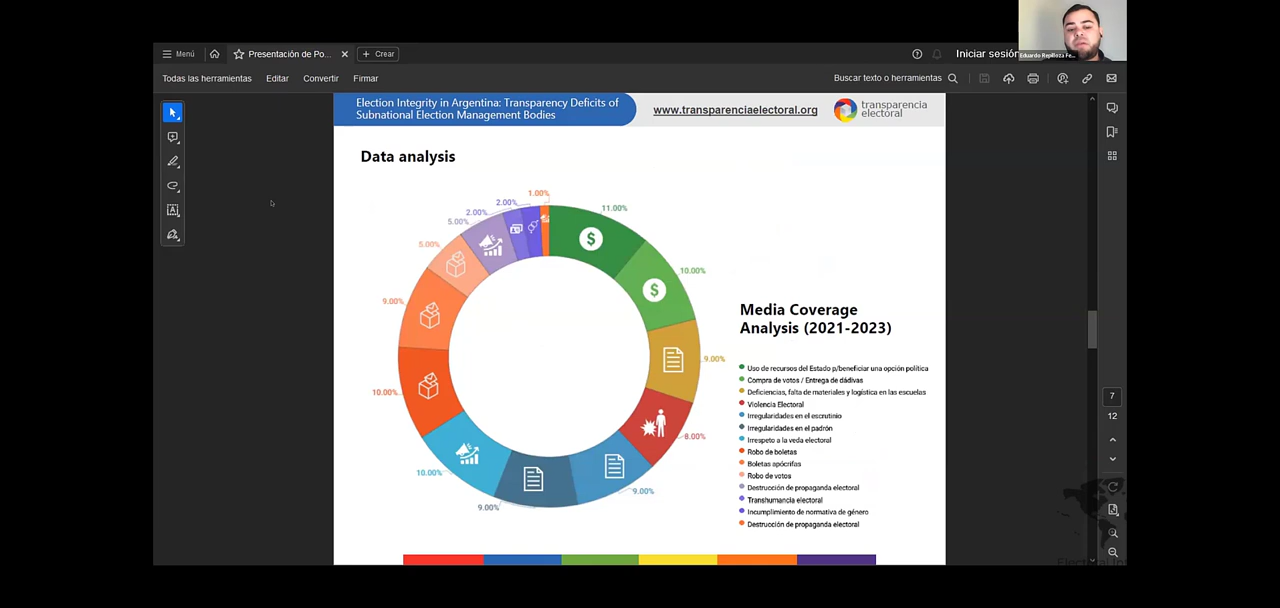 Menú
Presentación de Po...
Crear
Iniciar sesión
Todas las herramientas
Editar
Convertir
Firmar
Buscar texto o herramientas
Election Integrity in Argentina: Transparency Deficits of
Subnational Election Management Bodies
www.transparenciaelectoral.org
transparencia
electoral
Data analysis
1.00%
2.00%
2.00%
5.00%
5.00%
9.00%
10.00%
10.00%
9.00%
9.00%
8.00%
9.00%
10.00%
11.00%
Media Coverage
Analysis (2021-2023)
Uso de recursos del Estado p/beneficiar una opción política
Compra de votos / Entrega de dádivas
Deficiencias, falta de materiales y logística en las escuelas
Violencia Electoral
Irregularidades en el escrutinio
Irregularidades en el padrón
Irrespeto a la veda electoral
Robo de boletas
Boletas apócrifas
Robo de votos
Destrucción de propaganda electoral
Transhumancia electoral
Incumplimiento de normativa de género
Destrucción de propaganda electoral
7
12